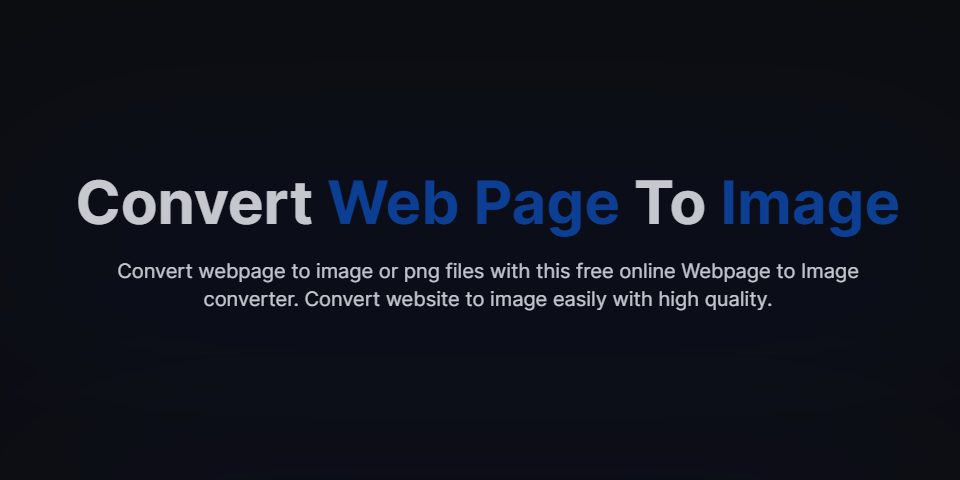 Convert Web Page To Image
Convert webpage to image or png files with this free online Webpage to Image
converter. Convert website to image easily with high quality.